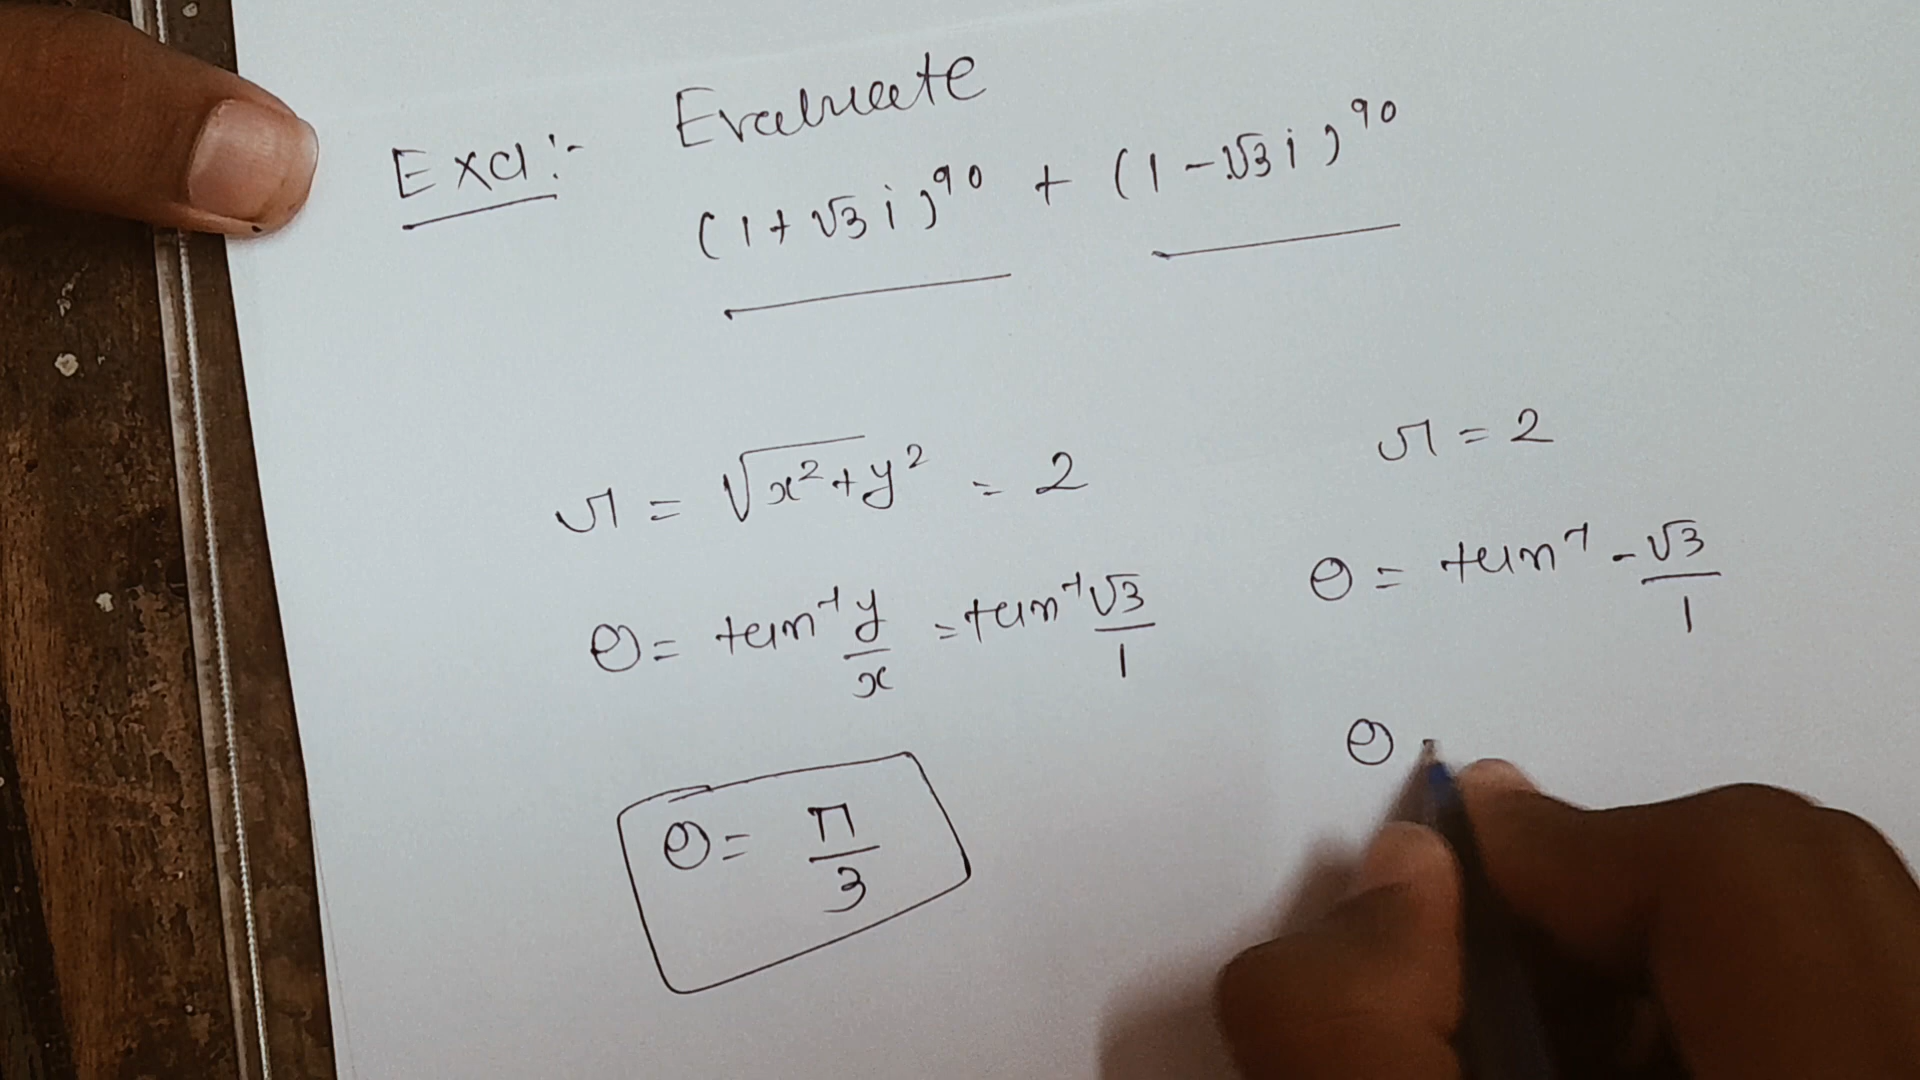 Exa:- Evaluate
(1+√3 i)⁹⁰ + (1-√3 i)⁹⁰
r = √x²+y² = 2
r = 2
θ = tan⁻¹ y/x = tan⁻¹ √3/1
θ = tan⁻¹ -√3/1
θ = π/3
θ